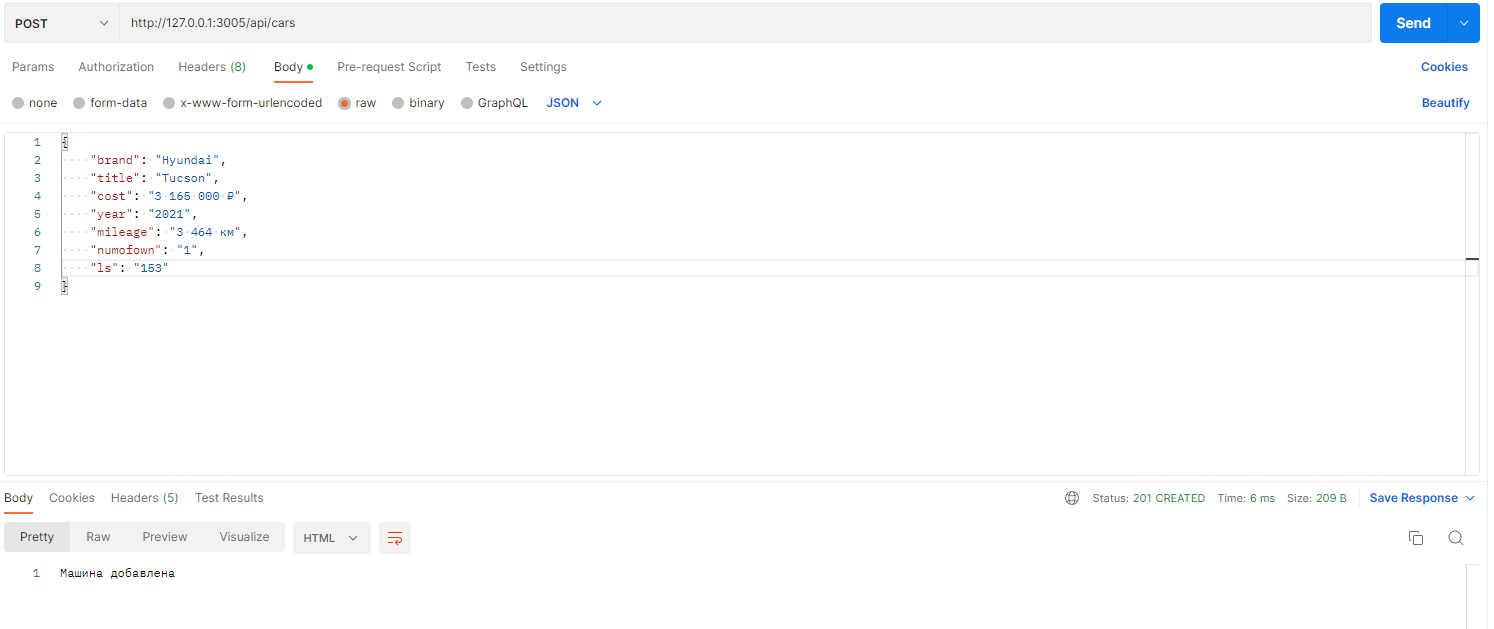 POST http://127.0.0.1:3005/api/cars Send
Params Authorization Headers (8) Body Pre-request Script Tests Settings Cookies
none form-data x-www-form-urlencoded raw binary GraphQL JSON Beautify
1 {
2 "brand": "Hyundai",
3 "title": "Tucson",
4 "cost": "3 165 000 ₽",
5 "year": "2021",
6 "mileage": "3 464 км",
7 "numofown": "1",
8 "ls": "153"
9 }
Body Cookies Headers (5) Test Results Status: 201 CREATED Time: 6 ms Size: 209 B Save Response
Pretty Raw Preview Visualize HTML
1 Машина добавлена